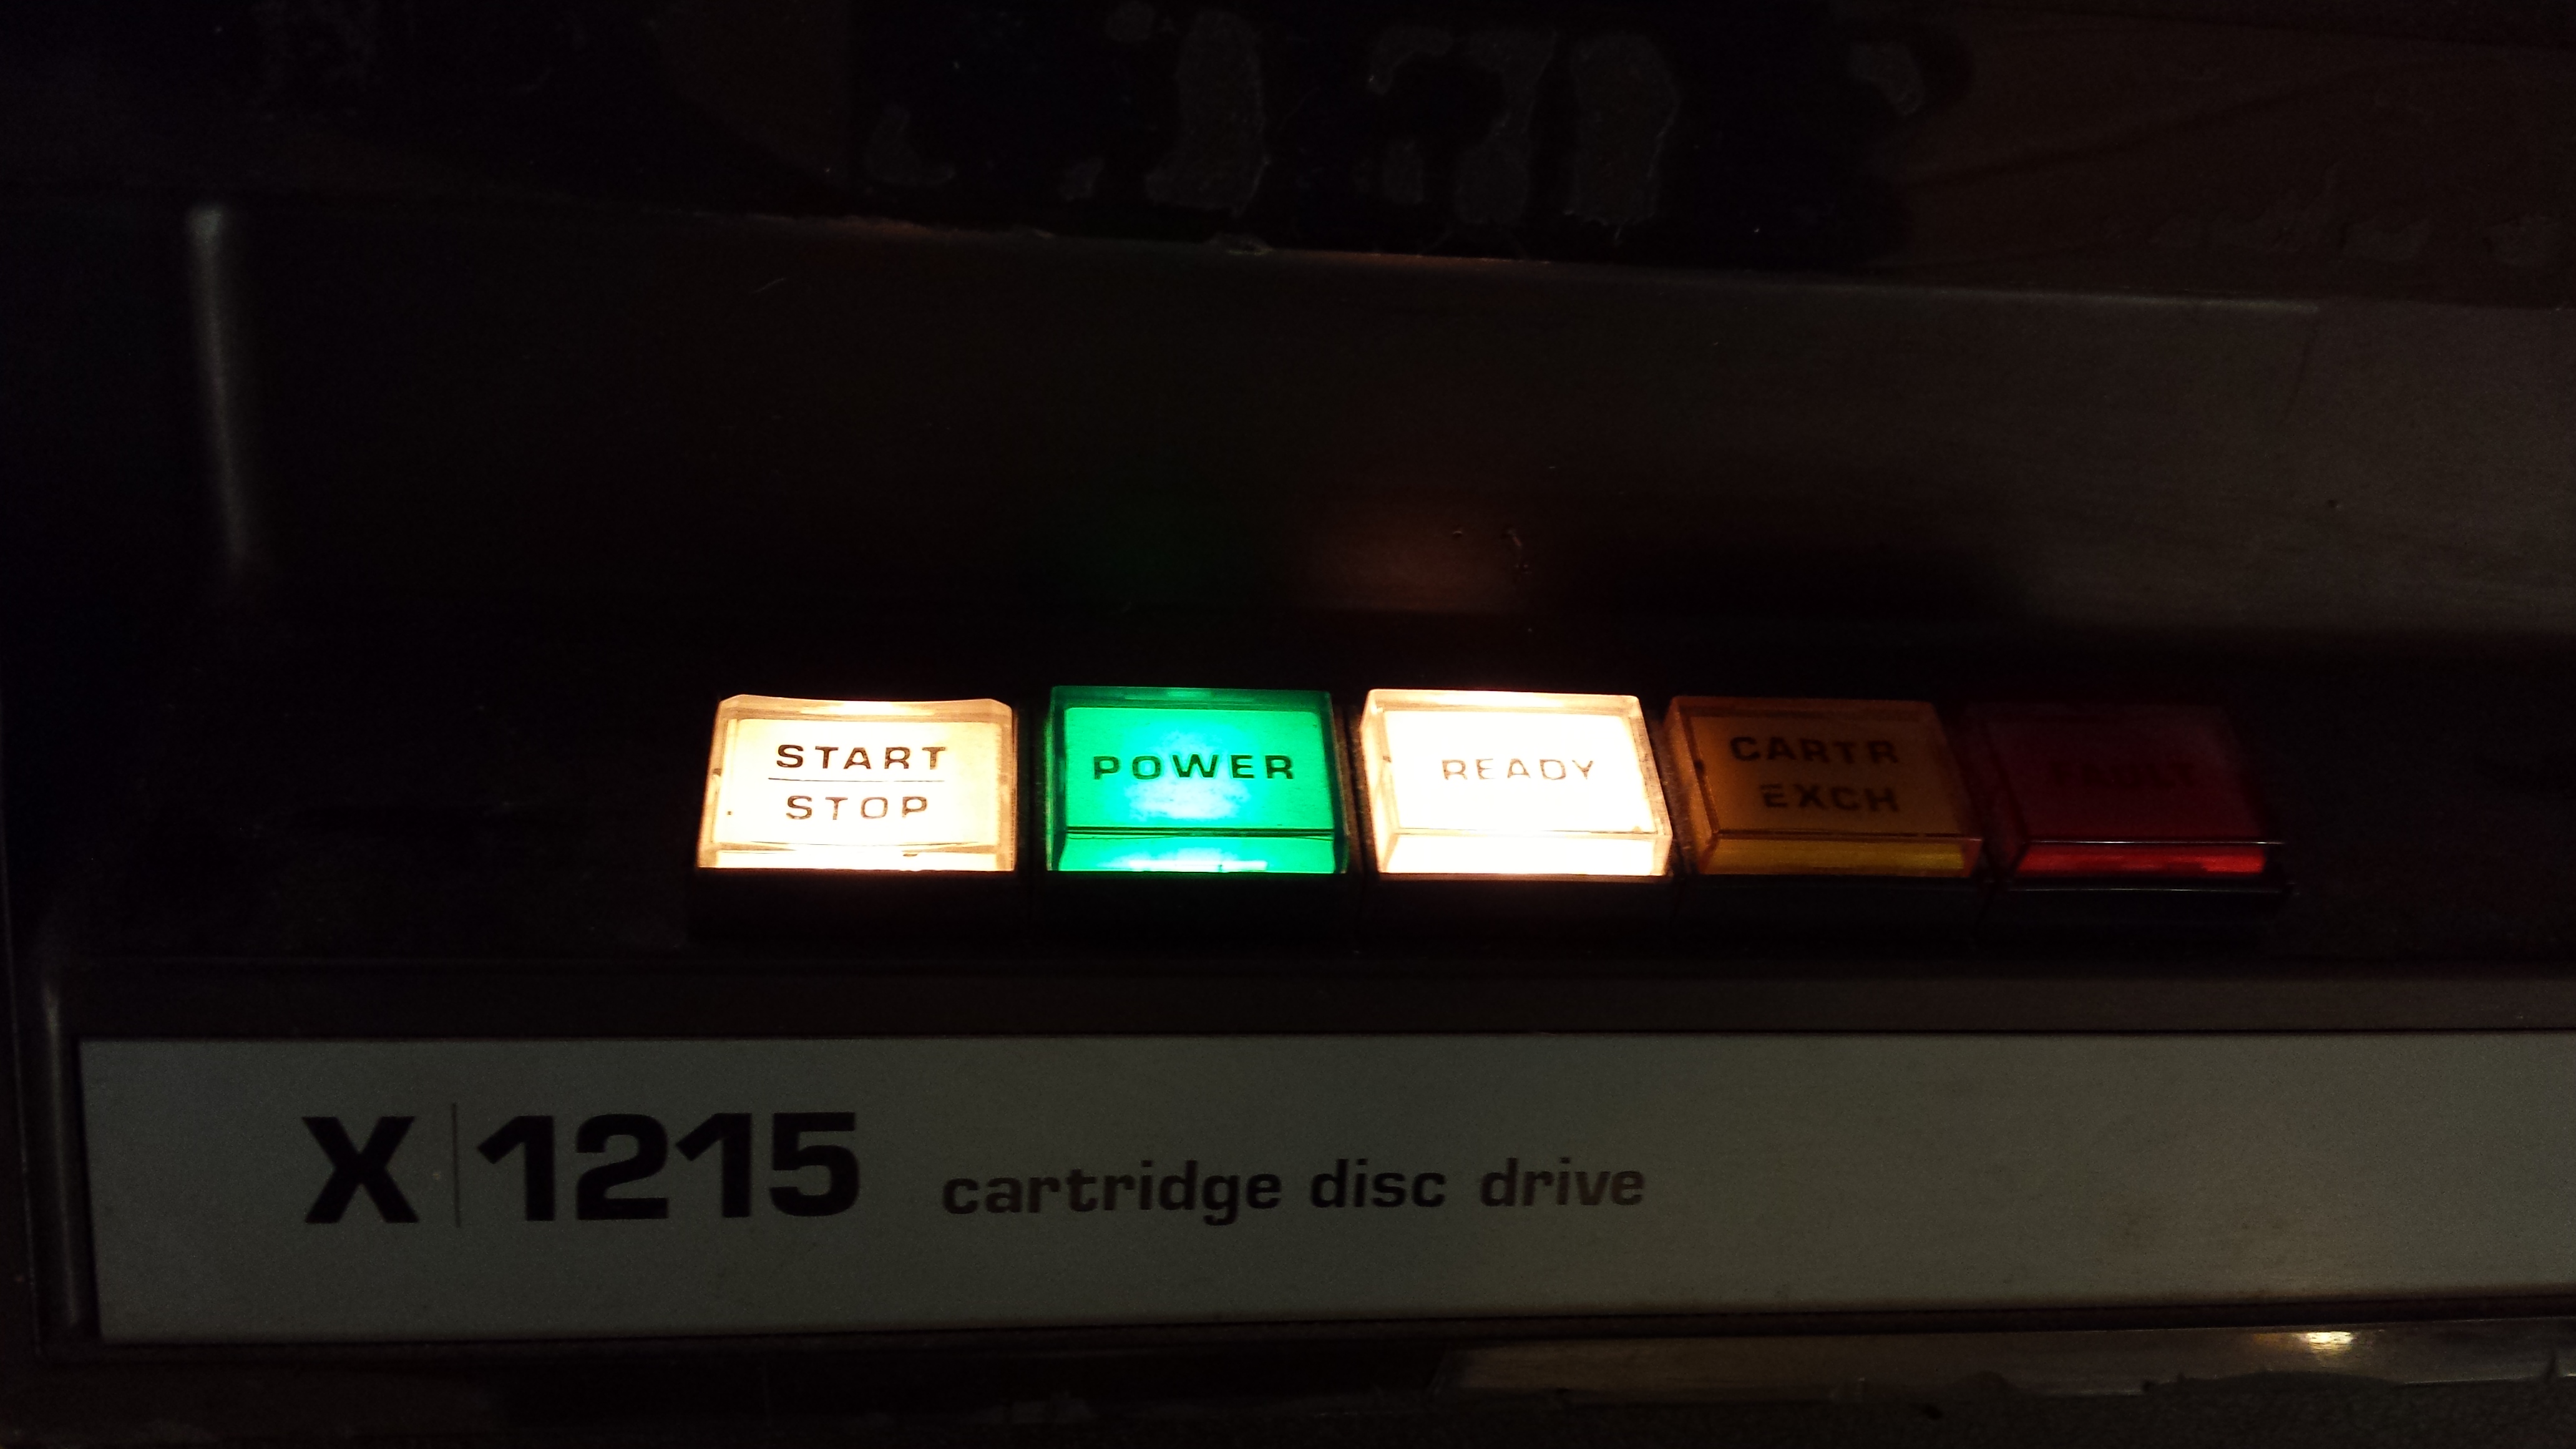 START
STOP
POWER
READY
CARTR
EXCH
X 1215 cartridge disc drive